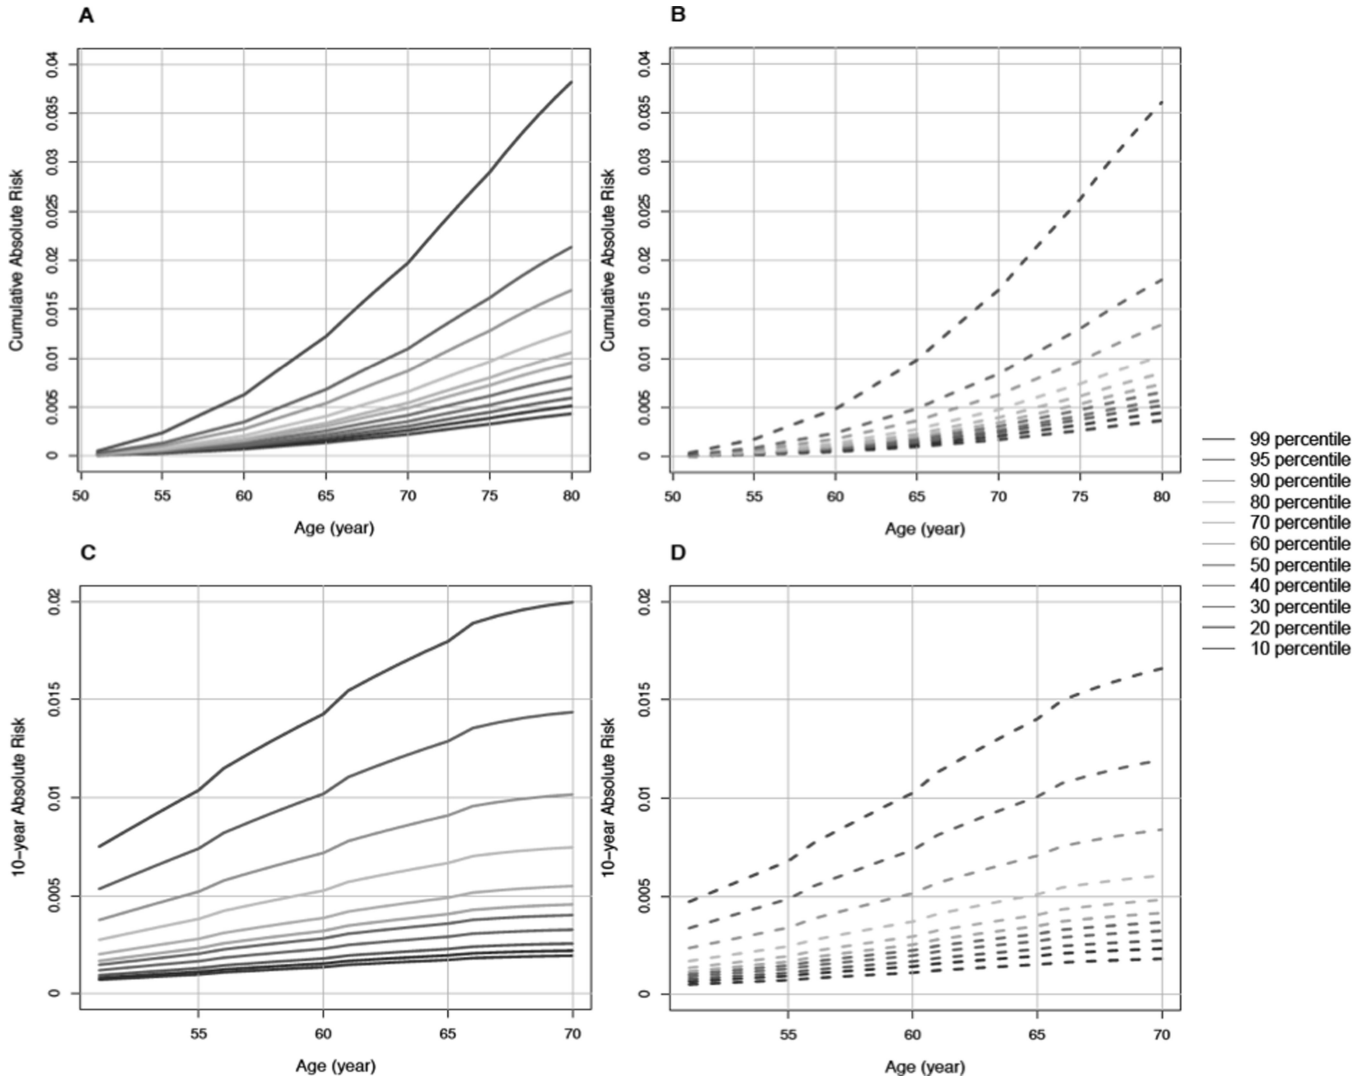 A
B
0.04
0.035
0.03
0.025
0.02
0.015
0.01
0.005
0
Cumulative Absolute Risk
50 55 60 65 70 75 80
Age (year)
0.04
0.035
0.03
0.025
0.02
0.015
0.01
0.005
0
Cumulative Absolute Risk
50 55 60 65 70 75 80
Age (year)
99 percentile
95 percentile
90 percentile
80 percentile
70 percentile
60 percentile
50 percentile
40 percentile
30 percentile
20 percentile
10 percentile
C
D
0.02
0.015
0.01
0.005
0
10-year Absolute Risk
55 60 65 70
Age (year)
0.02
0.015
0.01
0.005
0
10-year Absolute Risk
55 60 65 70
Age (year)